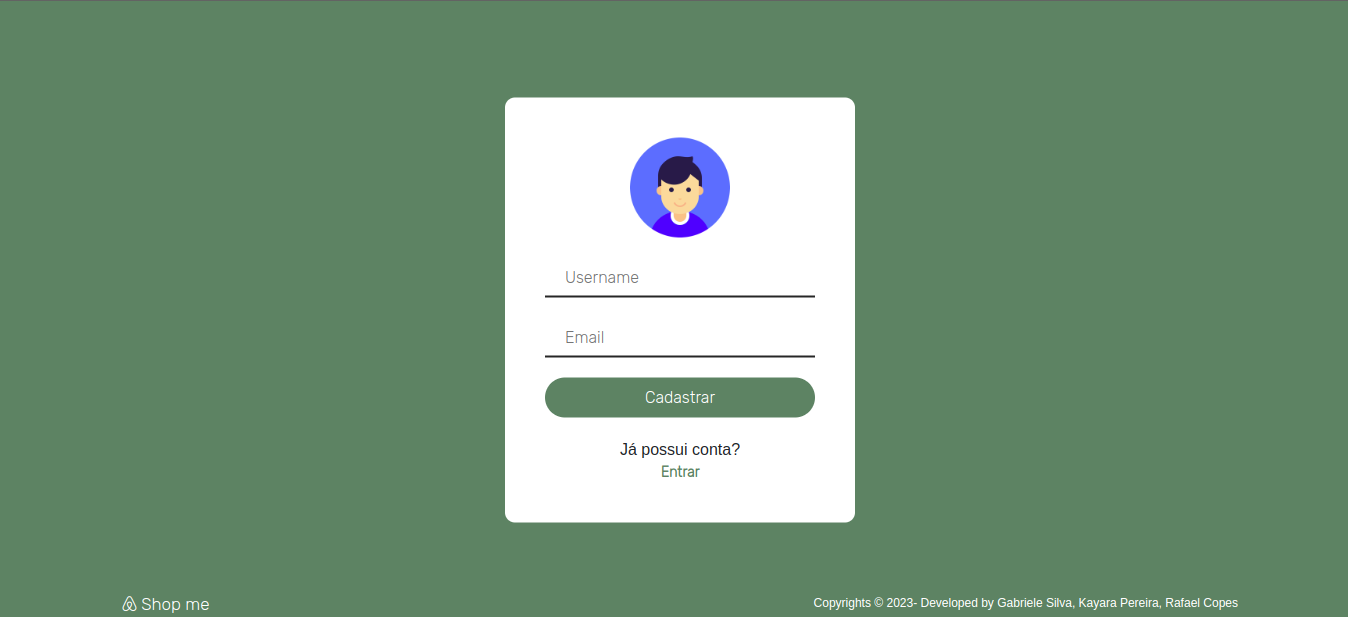 Username
Email
Cadastrar
Já possui conta?
Entrar
Shop me
Copyrights © 2023- Developed by Gabriele Silva, Kayara Pereira, Rafael Copes